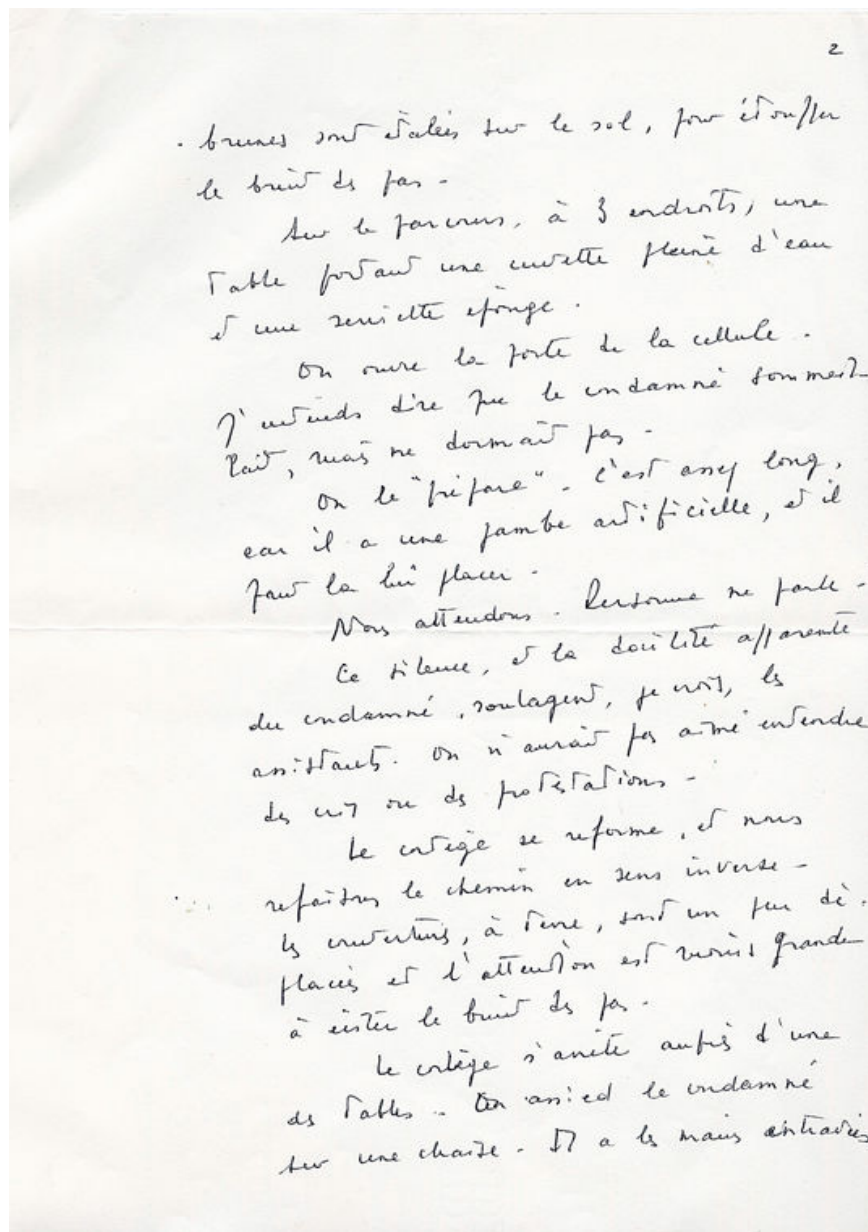 2
brunes sont étalées sur le sol, pour étouffer
le bruit des pas -
Sur le parcours, à 3 endroits, une
table portant une cuvette pleine d'eau
et une serviette éponge.
On ouvre la porte de la cellule.
J'entends dire que le condamné sommeil-
lait, mais ne dormait pas -
On le "prépare". C'est assez long,
car il a une jambe artificielle, et il
faut la lui placer -
Nous attendons. Personne ne parle -
Ce silence, et la docilité apparente
du condamné, soulagent, je crois, les
assistants. On n'aurait pas aimé entendre
des cris ou des protestations -
Le cortège se reforme, et nous
refaisons le chemin en sens inverse -
les couvertures, à terre, sont un peu dé-
placées et l'attention est moins grande
à éviter le bruit des pas -
Le cortège s'arrête auprès d'une
des tables. On assied le condamné
sur une chaise - Il a les mains entravées